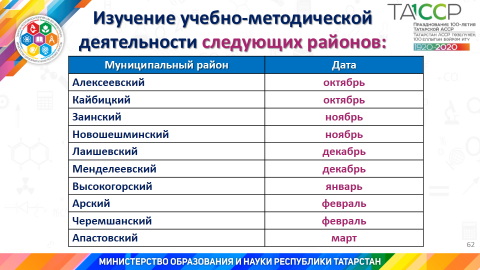 Изучение учебно-методической
деятельности следующих районов:
ТАССР
ПРАЗДНОВАНИЕ 100-ЛЕТИЯ
ТАТАРСКОЙ АССР
1920-2020
Муниципальный район Дата
Алексеевский октябрь
Кайбицкий октябрь
Заинский ноябрь
Новошешминский ноябрь
Лаишевский декабрь
Менделеевский декабрь
Высокогорский январь
Арский февраль
Черемшанский февраль
Апастовский март
62
МИНИСТЕРСТВО ОБРАЗОВАНИЯ И НАУКИ РЕСПУБЛИКИ ТАТАРСТАН